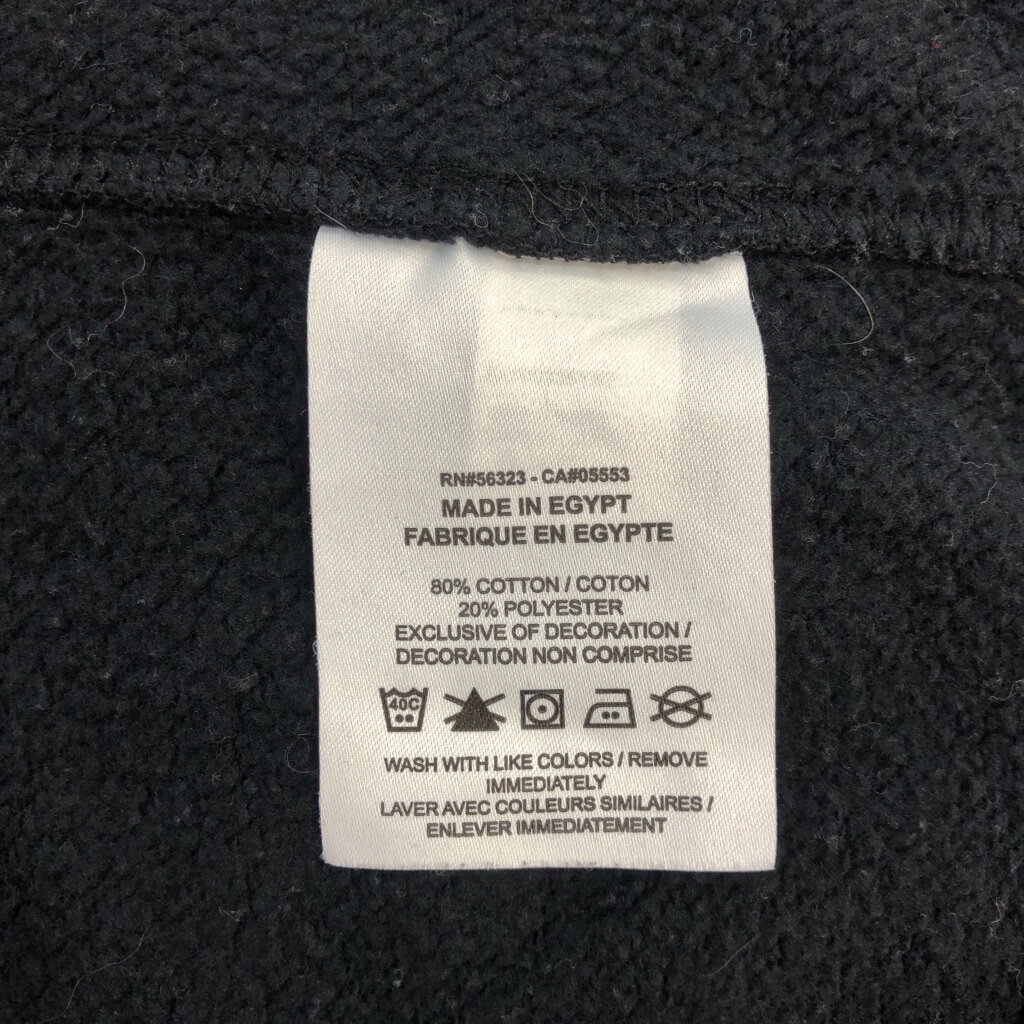 RN#56323 - CA#05553
MADE IN EGYPT
FABRIQUE EN EGYPTE
80% COTTON / COTON
20% POLYESTER
EXCLUSIVE OF DECORATION /
DECORATION NON COMPRISE
40C
WASH WITH LIKE COLORS / REMOVE
IMMEDIATELY
LAVER AVEC COULEURS SIMILAIRES /
ENLEVER IMMEDIATEMENT